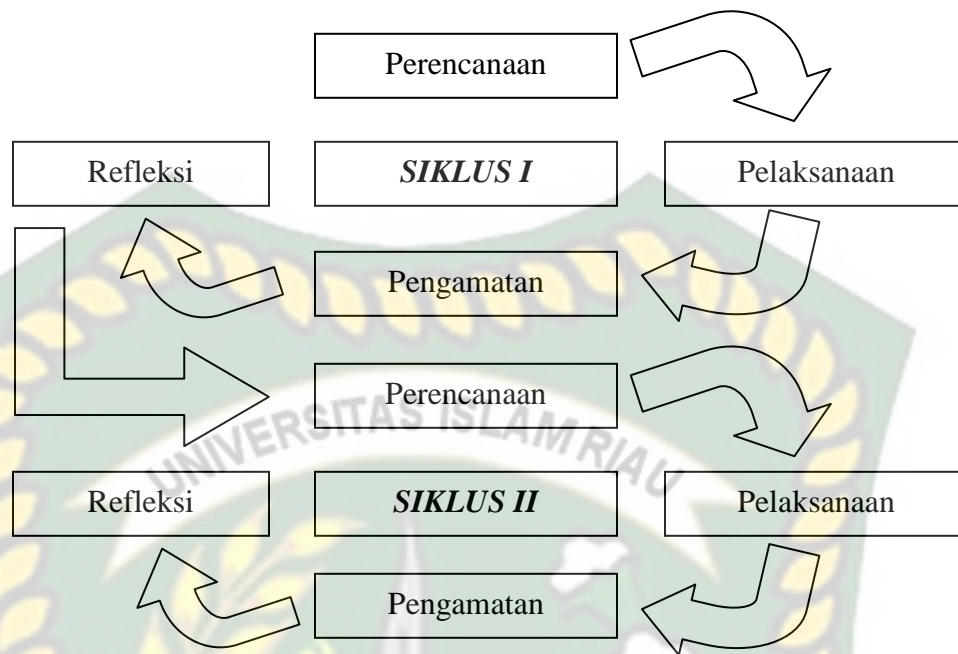 Perencanaan
Refleksi
SIKLUS I
Pelaksanaan
Pengamatan
Perencanaan
UNIVERSITAS ISLAM RIAU
Refleksi
SIKLUS II
Pelaksanaan
Pengamatan